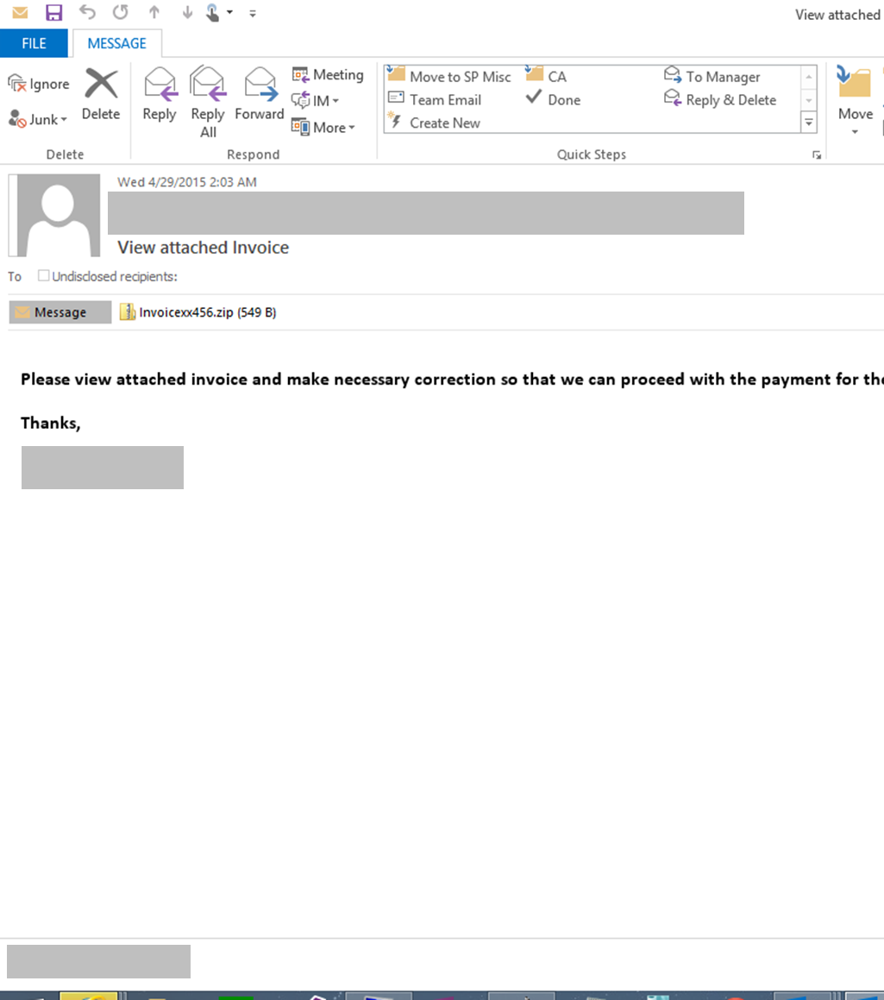 View attached
FILE
MESSAGE
Ignore
Junk
Delete
Reply
Reply All
Forward
Meeting
IM
More
Move to SP Misc
CA
To Manager
Team Email
Done
Reply & Delete
Create New
Move
Delete
Respond
Quick Steps
Wed 4/29/2015 2:03 AM
View attached Invoice
To
Undisclosed recipients:
Message
Invoicexx456.zip (549 B)
Please view attached invoice and make necessary correction so that we can proceed with the payment for the
Thanks,